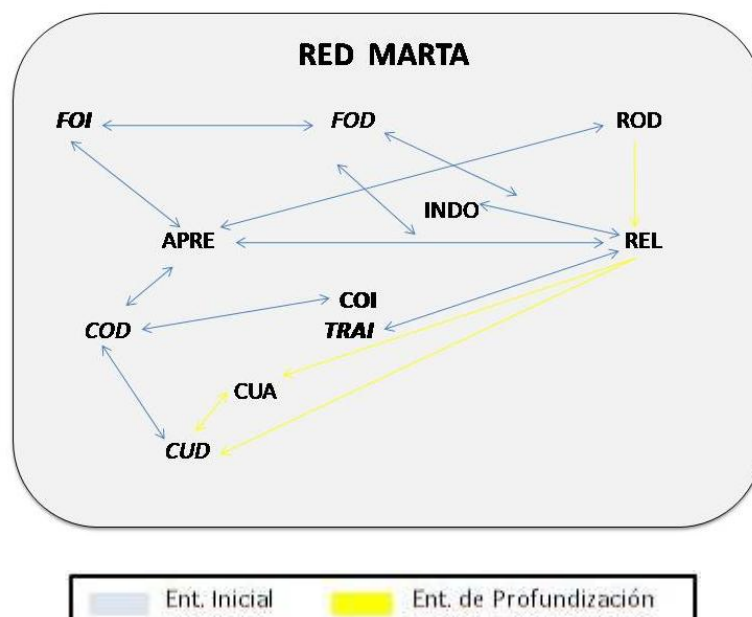 RED MARTA
FOI FOD ROD
INDO
APRE REL
COI
COD TRAI
CUA
CUD
Ent. Inicial Ent. de Profundización